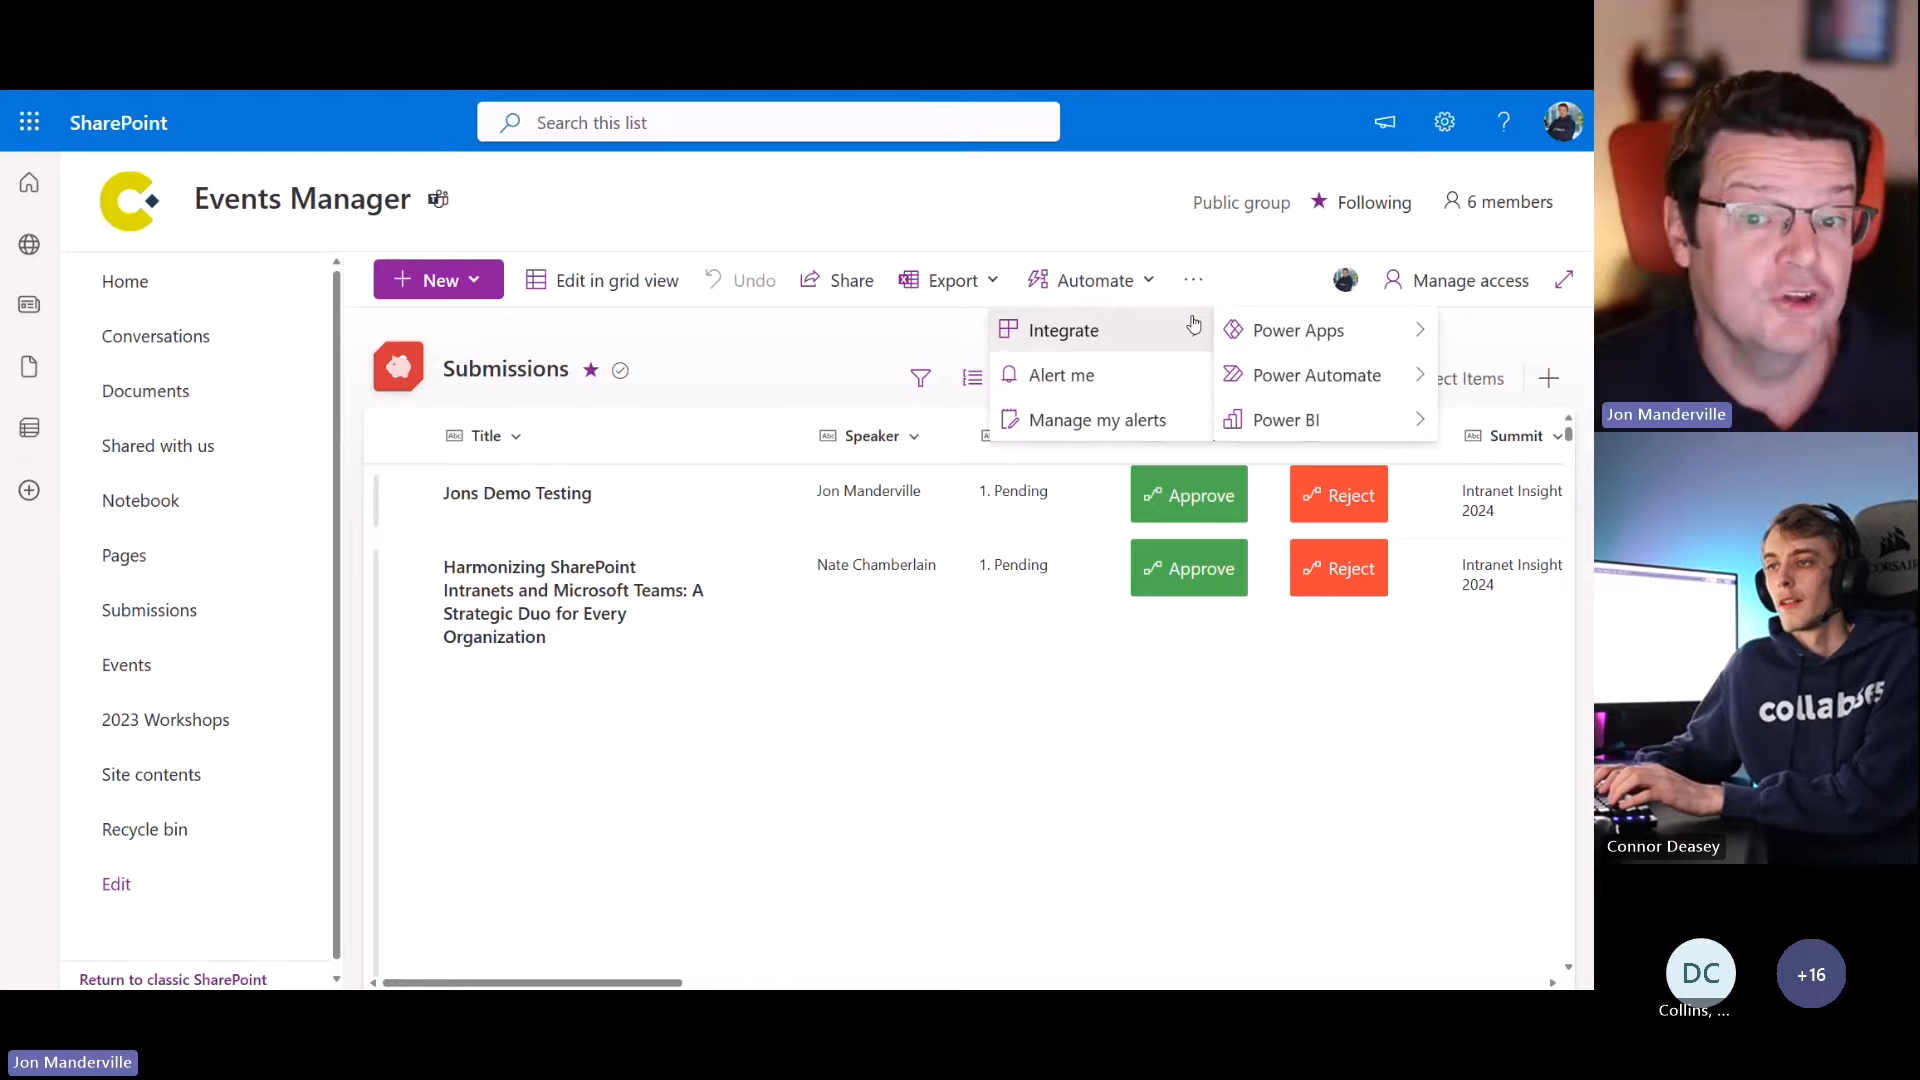 SharePoint
Search this list
Events Manager
Public group
Following
6 members
Home
Conversations
Documents
Shared with us
Notebook
Pages
Submissions
Events
2023 Workshops
Site contents
Recycle bin
Edit
Return to classic SharePoint
New
Edit in grid view
Undo
Share
Export
Automate
Manage access
Integrate
Alert me
Manage my alerts
Power Apps
Power Automate
Power BI
Submissions
ect Items
Title
Speaker
Summit
Jons Demo Testing
Jon Manderville
1. Pending
Approve
Reject
Intranet Insight
2024
Harmonizing SharePoint
Intranets and Microsoft Teams: A
Strategic Duo for Every
Organization
Nate Chamberlain
1. Pending
Approve
Reject
Intranet Insight
2024
Jon Manderville
CORSAIR
collab365
Connor Deasey
DC
Collins, ...
+16
Jon Manderville